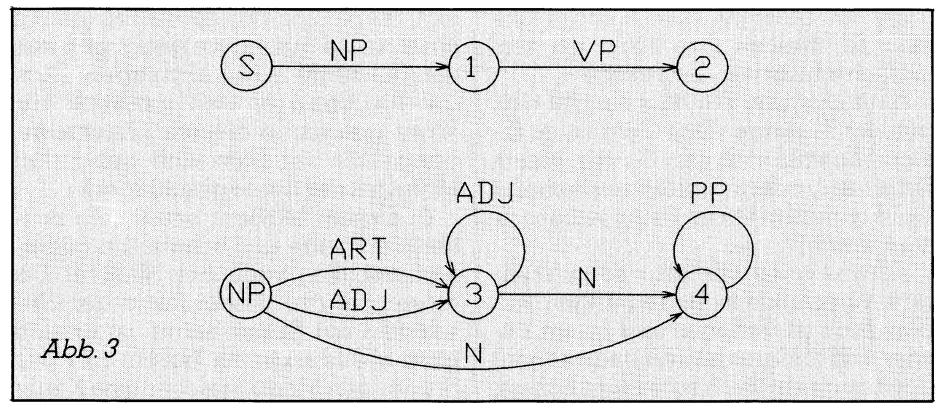 NP VP
S 1 2
ADJ PP
ART
N
NP ADJ 3 4
N
Abb. 3